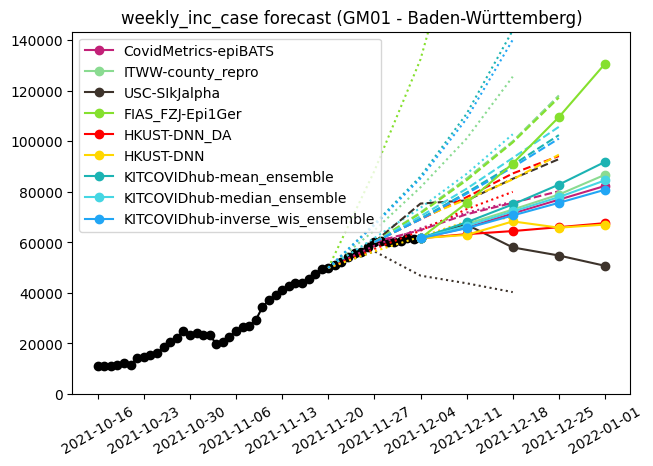 weekly_inc_case forecast (GM01 - Baden-Württemberg)
140000
120000
100000
80000
60000
40000
20000
0
CovidMetrics-epiBATS
ITWW-county_repro
USC-SIkJalpha
FIAS_FZJ-Epi1Ger
HKUST-DNN_DA
HKUST-DNN
KITCOVIDhub-mean_ensemble
KITCOVIDhub-median_ensemble
KITCOVIDhub-inverse_wis_ensemble
2021-10-16
2021-10-23
2021-10-30
2021-11-06
2021-11-13
2021-11-20
2021-11-27
2021-12-04
2021-12-11
2021-12-18
2021-12-25
2022-01-01